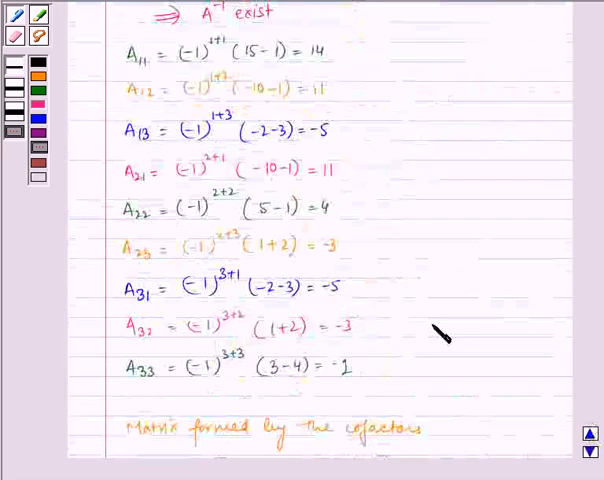 ⇒ A⁻¹ exist
A₁₁ = (-1)¹⁺¹ (15-1) = 14
A₁₂ = (-1)¹⁺² (-10-1) = 11
A₁₃ = (-1)¹⁺³ (-2-3) = -5
A₂₁ = (-1)²⁺¹ (-10-1) = 11
A₂₂ = (-1)²⁺² (5-1) = 4
A₂₃ = (-1)²⁺³ (1+2) = -3
A₃₁ = (-1)³⁺¹ (-2-3) = -5
A₃₂ = (-1)³⁺² (1+2) = -3
A₃₃ = (-1)³⁺³ (3-4) = -1
Matrix formed by the cofactors